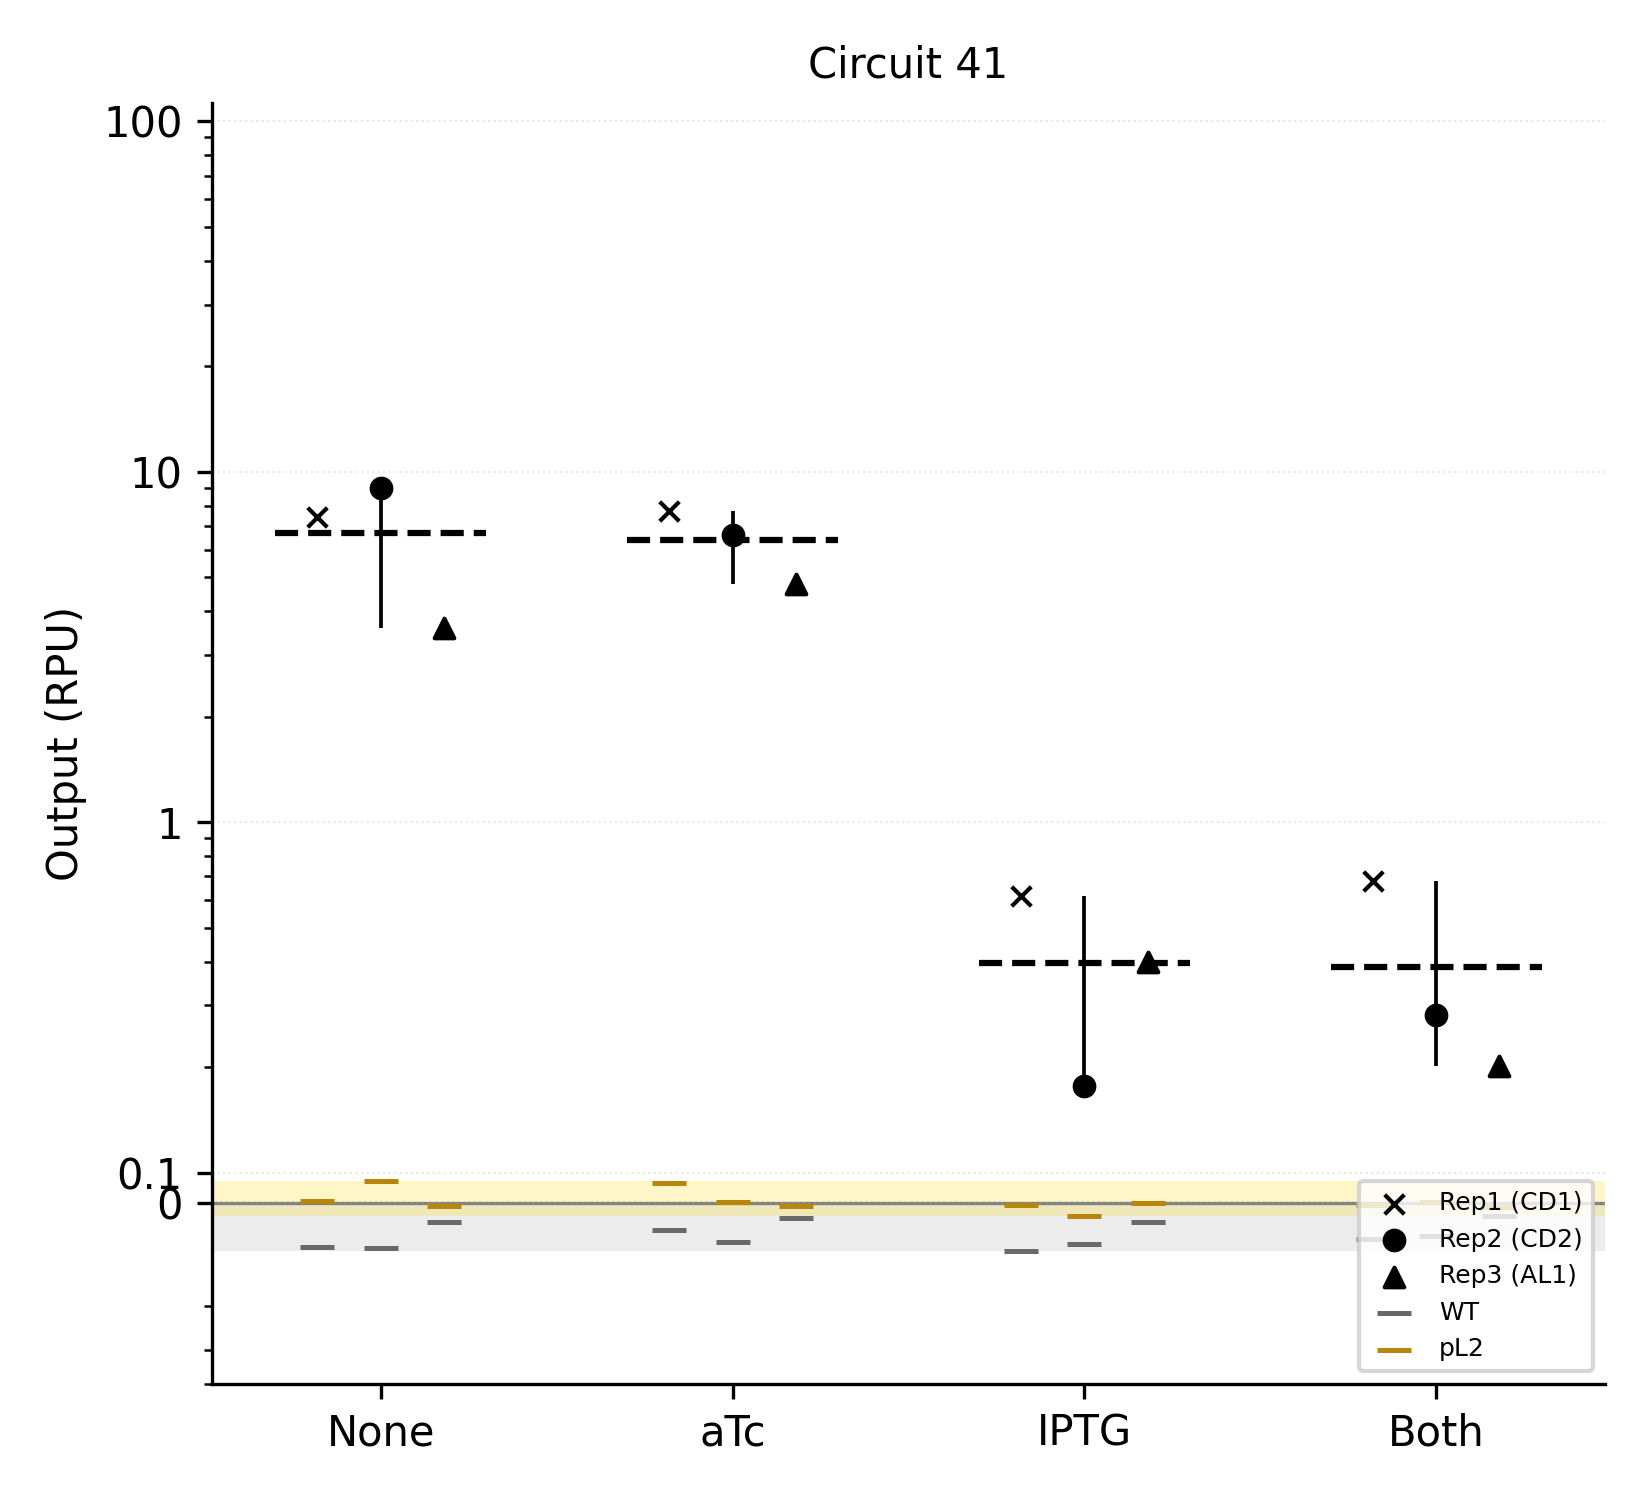 Circuit 41
100
10
1
0.1
0
Output (RPU)
None
aTc
IPTG
Both
Rep1 (CD1)
Rep2 (CD2)
Rep3 (AL1)
WT
pL2